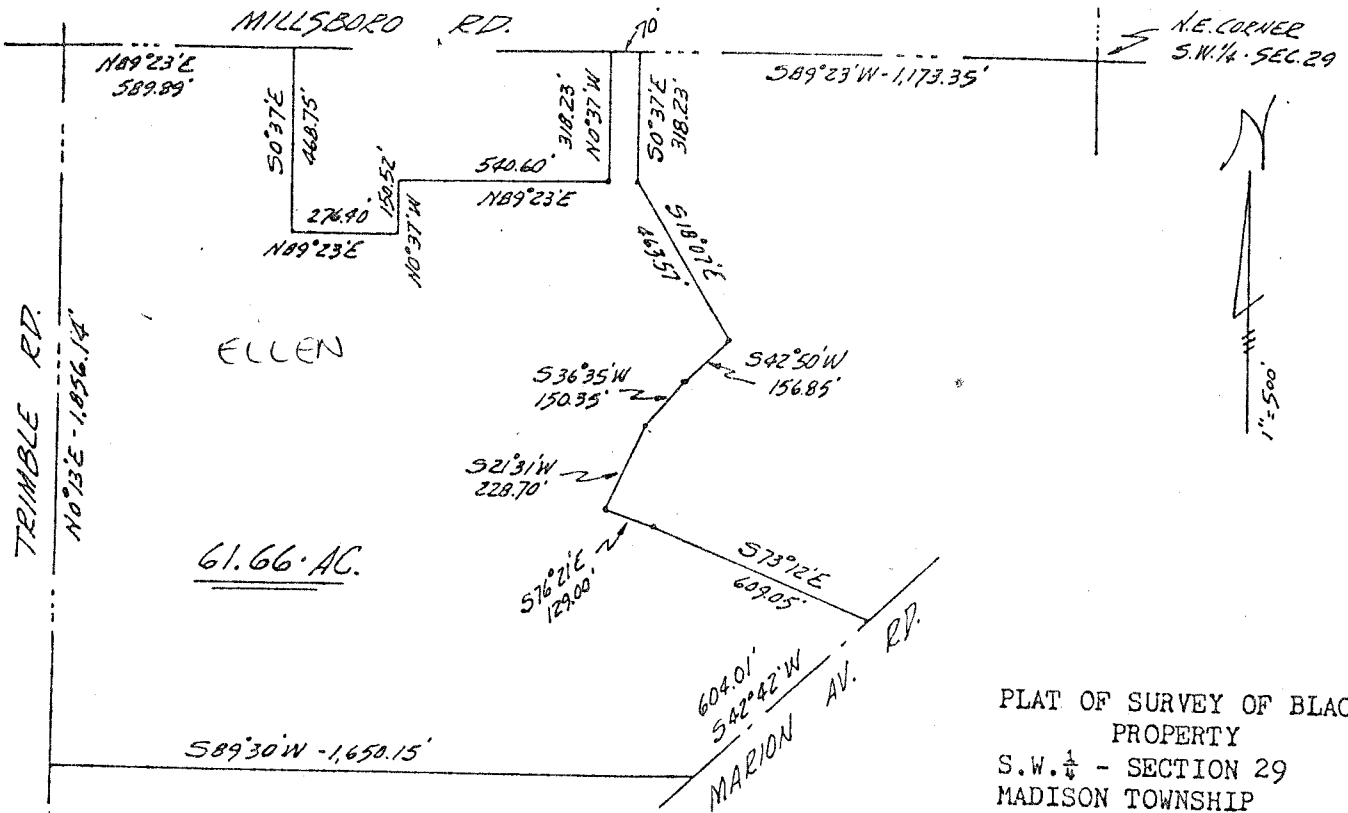 MILLSBORO RD.
N.E. CORNER
S.W. 1/4 - SEC. 29
N89°23'E
589.89'
S89°23'W - 1,173.35'
S0°37'E
468.75'
318.23'
N0°37'W
S0°37'E
318.23'
540.60'
N89°23'E
150.52'
N0°37'W
276.40'
N89°23'E
S18°07'E
463.57'
N
1"=500'
TRIMBLE RD.
N0°13'E - 1,856.14'
ELLEN
S42°50'W
156.85'
S36°35'W
150.35'
S21°31'W
228.70'
61.66 AC.
S76°21'E
129.00'
S73°12'E
609.05'
604.01'
S42°42'W
MARION AV. RD.
S89°30'W - 1,650.15'
PLAT OF SURVEY OF BLAC
PROPERTY
S.W.¼ - SECTION 29
MADISON TOWNSHIP